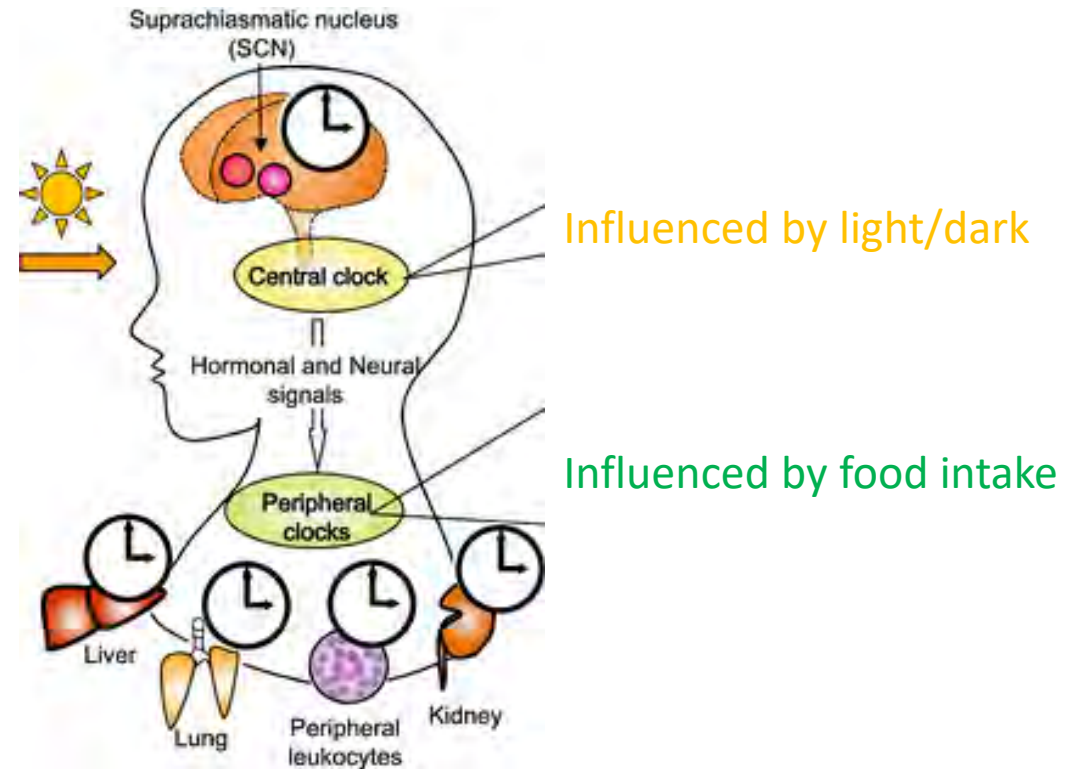 Suprachiasmatic nucleus
(SCN)
Influenced by light/dark
Central clock
Hormonal and Neural
signals
Influenced by food intake
Peripheral
clocks
Liver
Lung
Peripheral
leukocytes
Kidney